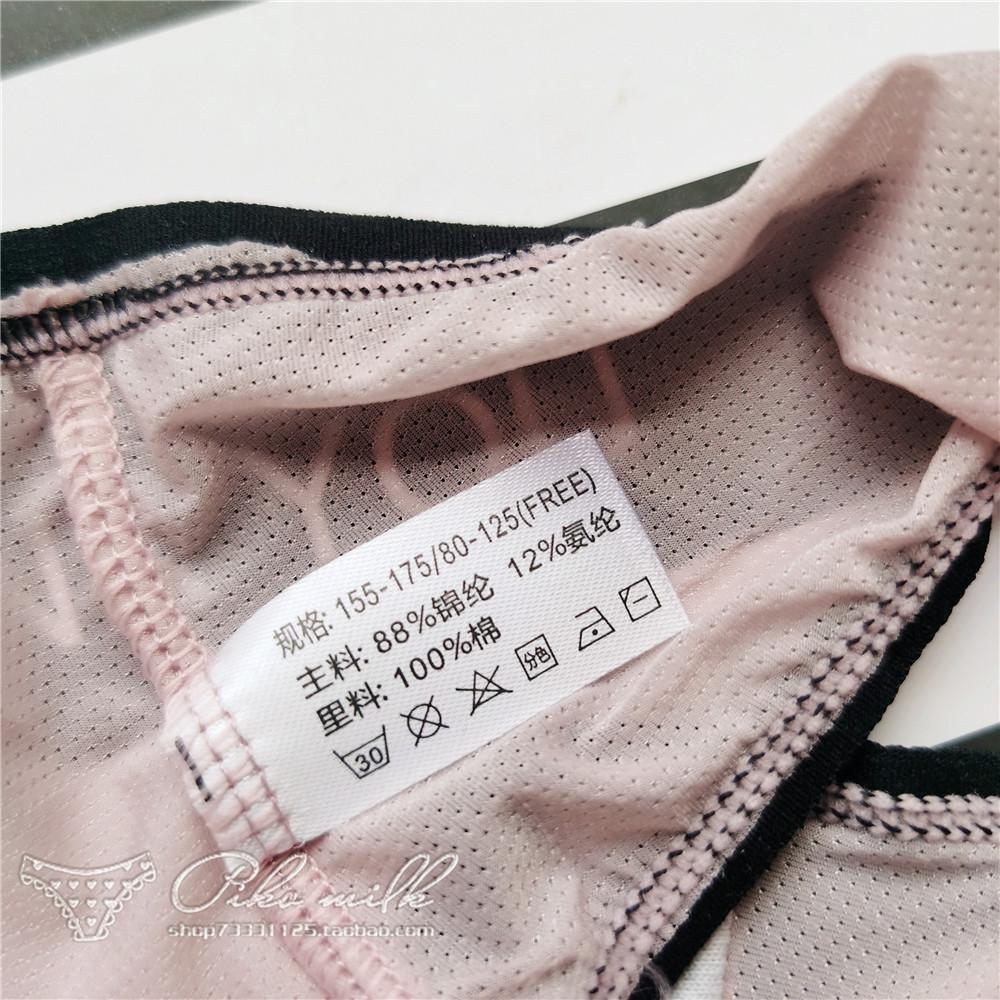 YOU
规格: 155-175/80-125(FREE)
主料: 88%锦纶 12%氨纶
里料: 100%棉
30
分色
Piko milk
shop73331125.taobao.com